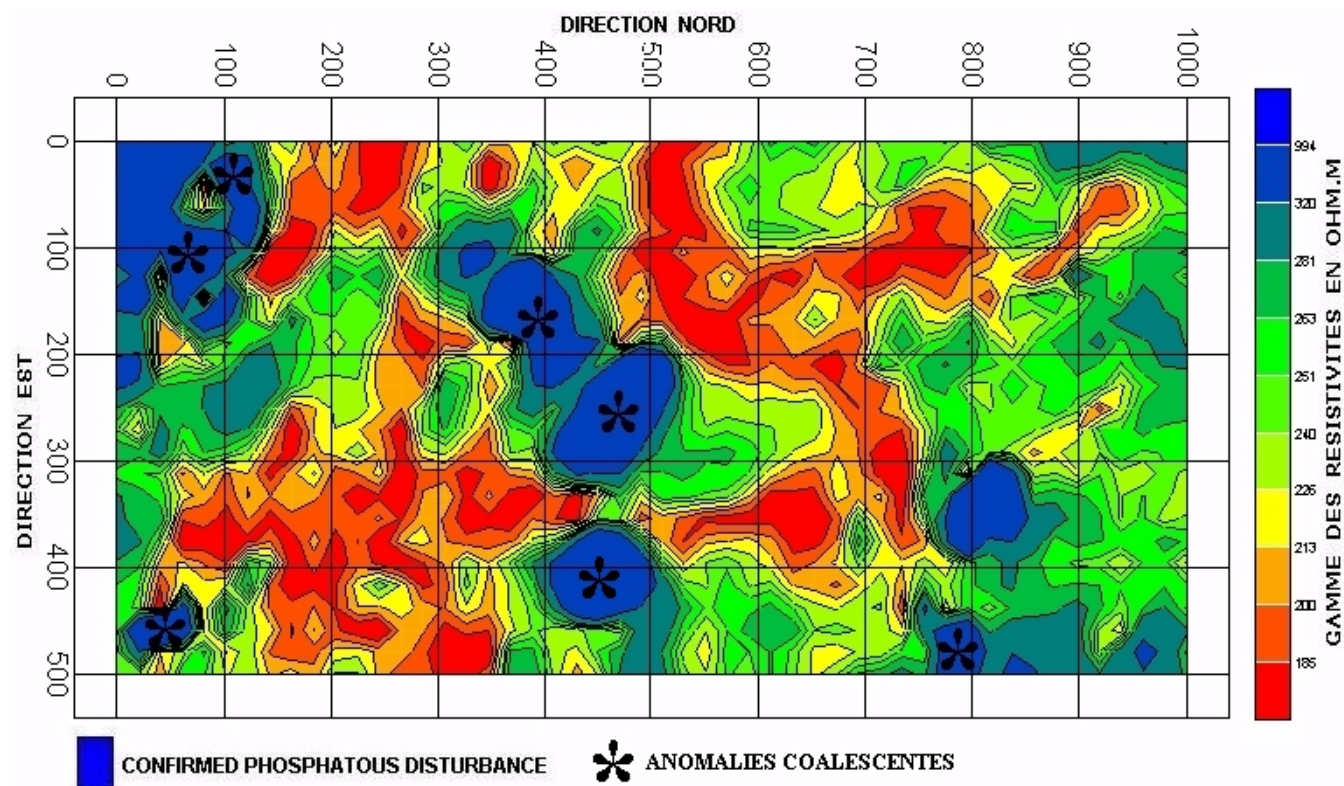 DIRECTION NORD
0 100 200 300 400 500 600 700 800 900 1000
DIRECTION EST
0
100
200
300
400
500
994
320
281
263
251
240
226
213
200
185
GAMME DES RESISTIVITES EN OHM.M
CONFIRMED PHOSPHATOUS DISTURBANCE
ANOMALIES COALESCENTES